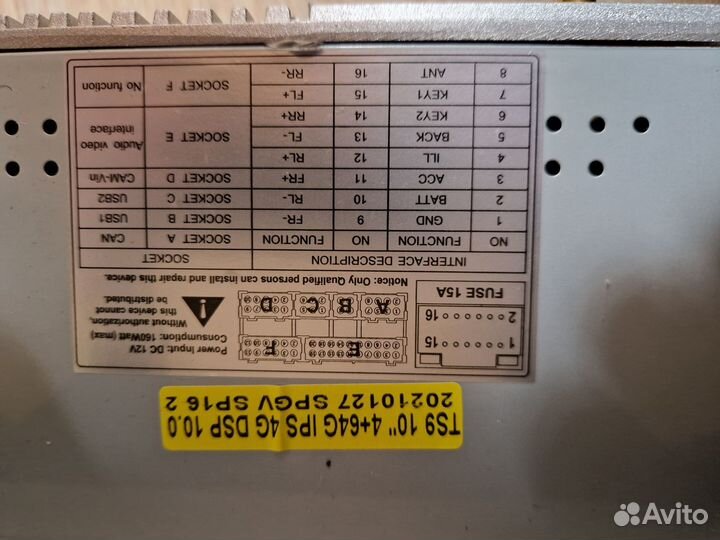 TS9 10" 4+64G IPS 4G DSP 10.0
20210127 SPGV SP16 2
1 15
2 16
FUSE 15A
E F
A B C D
Power Input: DC 12V
Consumption: 160Watt (max)
Without authorization,
this device cannot
be distributed.
Notice: Only Qualified persons can install and repair this device.
INTERFACE DESCRIPTION SOCKET
NO FUNCTION NO FUNCTION SOCKET A CAN
1 GND 9 FR- SOCKET B USB1
2 BATT 10 RL- SOCKET C USB2
3 ACC 11 FR+ SOCKET D CAM-Vin
4 ILL 12 RL+
5 BACK 13 FL- SOCKET E Audio video interface
6 KEY2 14 RR+
7 KEY1 15 FL+ SOCKET F No function
8 ANT 16 RR-
Avito